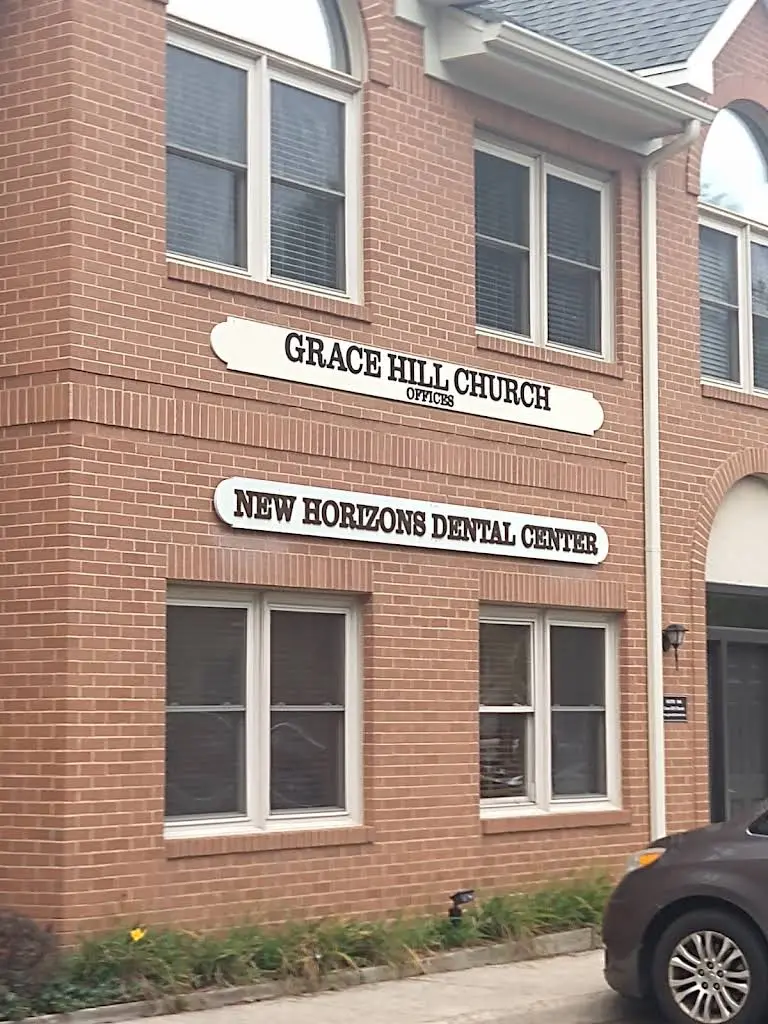 GRACE HILL CHURCH
OFFICES
NEW HORIZONS DENTAL CENTER